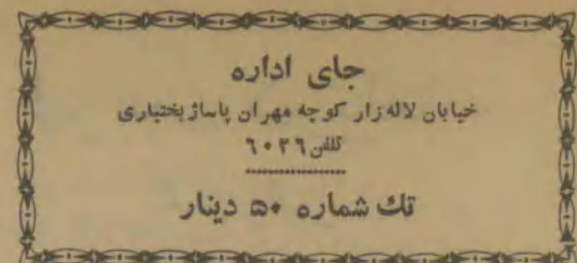 جای اداره
خیابان لاله زار کوچه مهران پاساژ بختیاری
تلفن ۶۰۳۶
تك شماره ۵۰ دینار